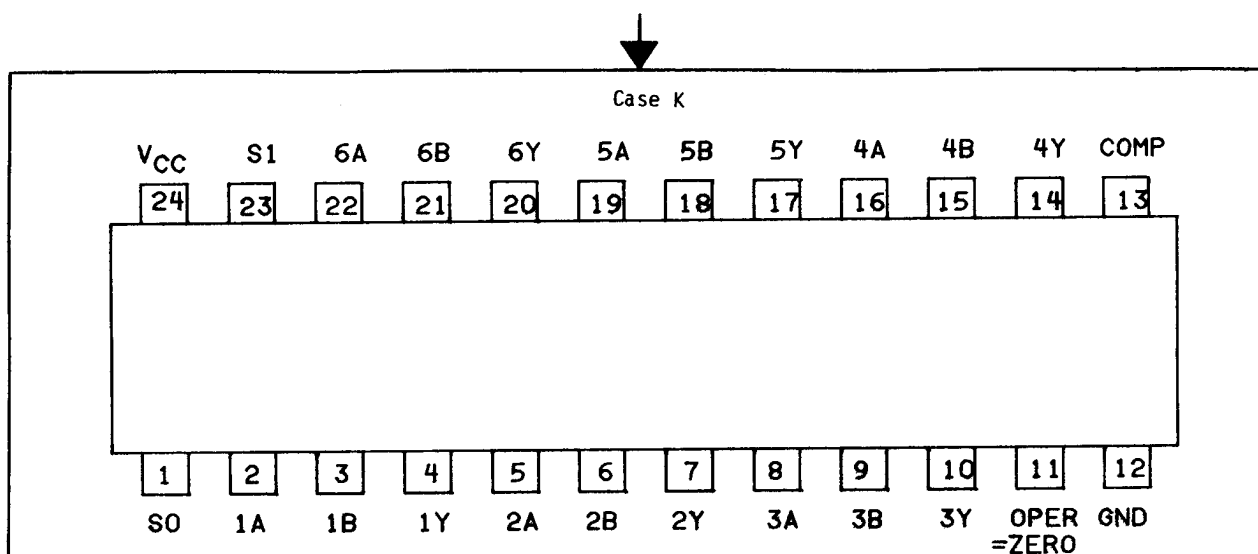 Case K
VCC S1 6A 6B 6Y 5A 5B 5Y 4A 4B 4Y COMP
24 23 22 21 20 19 18 17 16 15 14 13
1 2 3 4 5 6 7 8 9 10 11 12
S0 1A 1B 1Y 2A 2B 2Y 3A 3B 3Y OPER GND
=ZERO